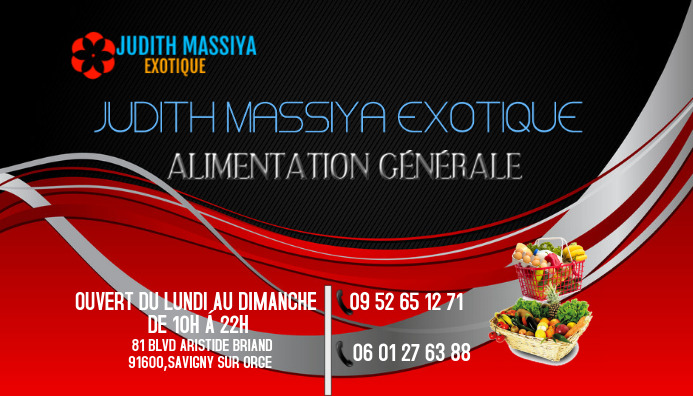 JUDITH MASSIYA
EXOTIQUE
JUDITH MASSIYA EXOTIQUE
ALIMENTATION GÉNÉRALE
OUVERT DU LUNDI AU DIMANCHE
DE 10H Á 22H
81 BLVD ARISTIDE BRIAND
91600,SAVIGNY SUR ORGE
09 52 65 12 71
06 01 27 63 88